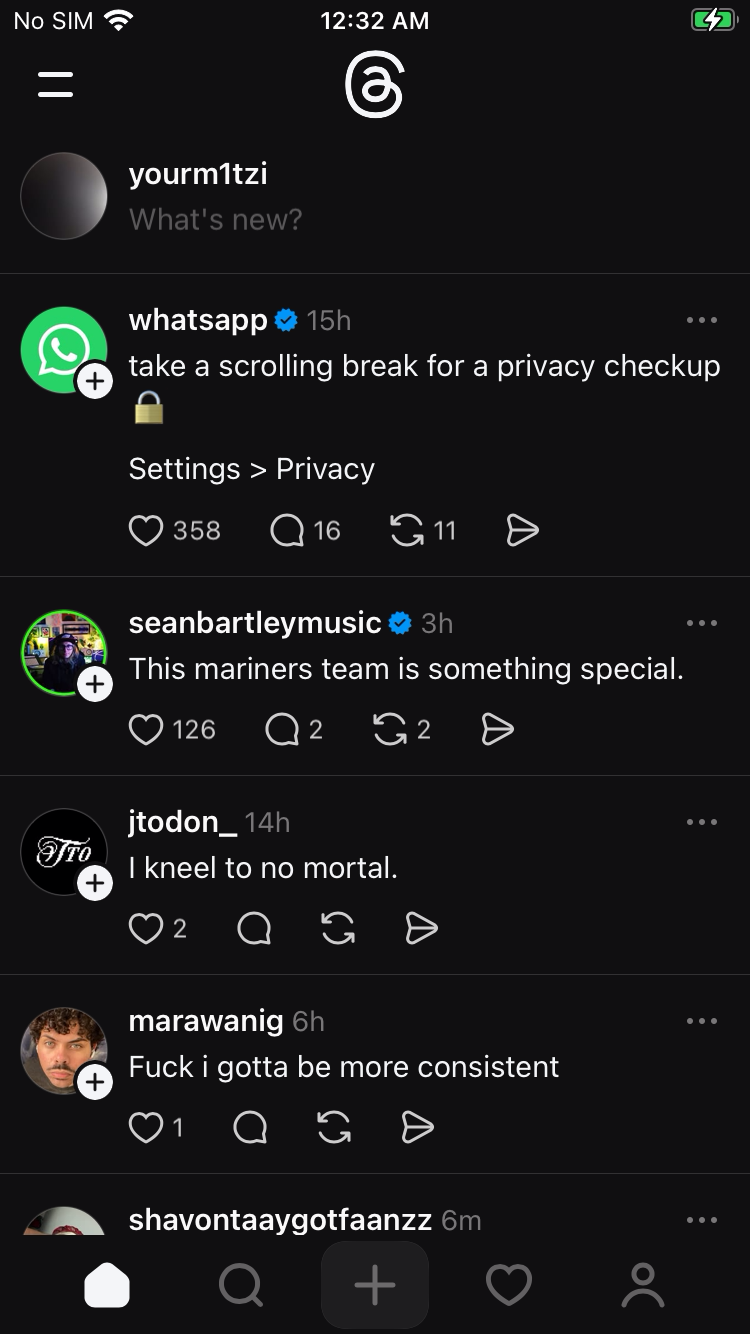 No SIM 12:32 AM
yourm1tzi
What's new?
whatsapp 15h
take a scrolling break for a privacy checkup
🔒
Settings > Privacy
358 16 11
seanbartleymusic 3h
This mariners team is something special.
126 2 2
jtodon_ 14h
JTO
I kneel to no mortal.
2
marawanig 6h
Fuck i gotta be more consistent
1
shavontaaygotfaanzz 6m